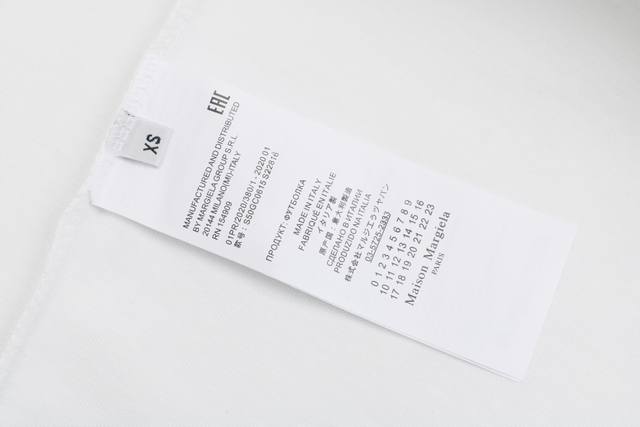 XS
EAC
MANUFACTURED AND DISTRIBUTED
BY MARGIELA GROUP S.R.L
20144 MILANO(MI)-ITALY
RN 154909
01PR/2020/380/1.-2020 01
款号：S50GC0615 S22816
ПРОДУКТ: ФУТБОЛКА
MADE IN ITALY
FABRIQUÉ EN ITALIE
イタリア製
原产国：意大利製造
СДЕЛАНО В ИТАЛИИ
PRODUZIDO NA ITALIA
株式会社マルジエラ・ジャパン
03-5725-2333
0 1 2 3 4 5 6 7 8 9
10 11 12 13 14 15 16
17 18 19 20 21 22 23
Maison Margiela
PARIS